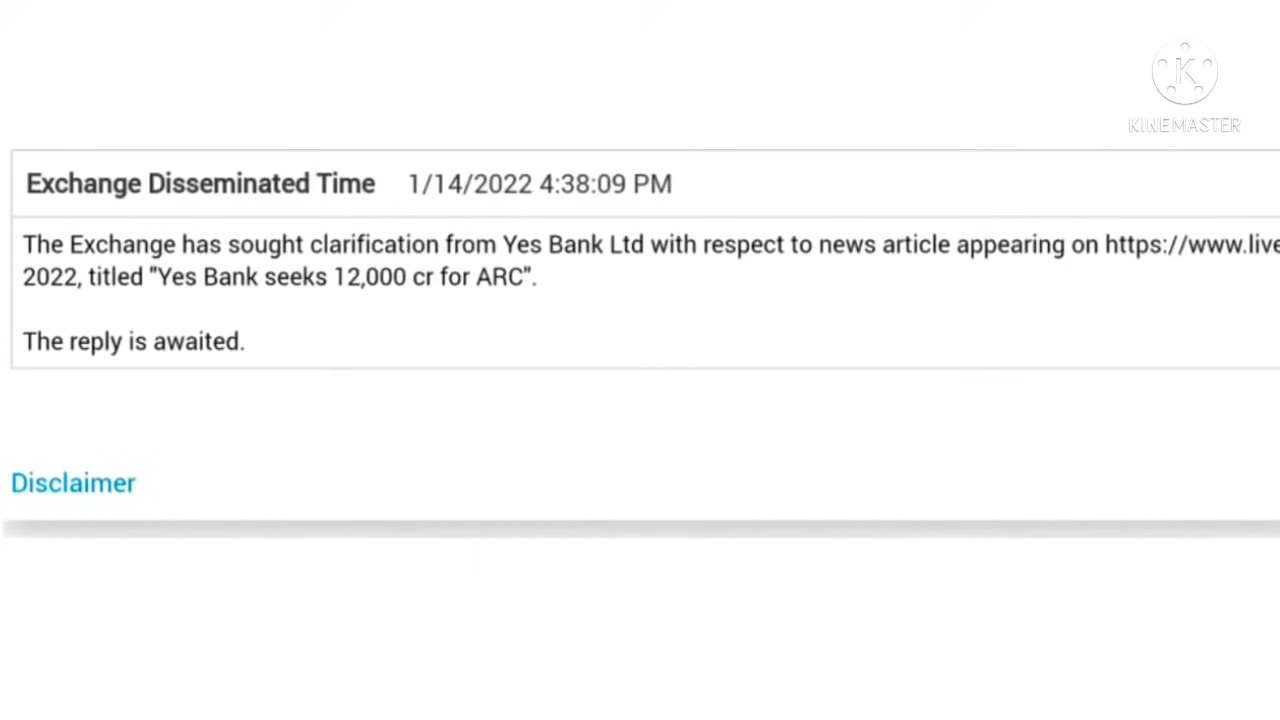 K
KINEMASTER
Exchange Disseminated Time 1/14/2022 4:38:09 PM
The Exchange has sought clarification from Yes Bank Ltd with respect to news article appearing on https://www.live
2022, titled "Yes Bank seeks 12,000 cr for ARC".
The reply is awaited.
Disclaimer